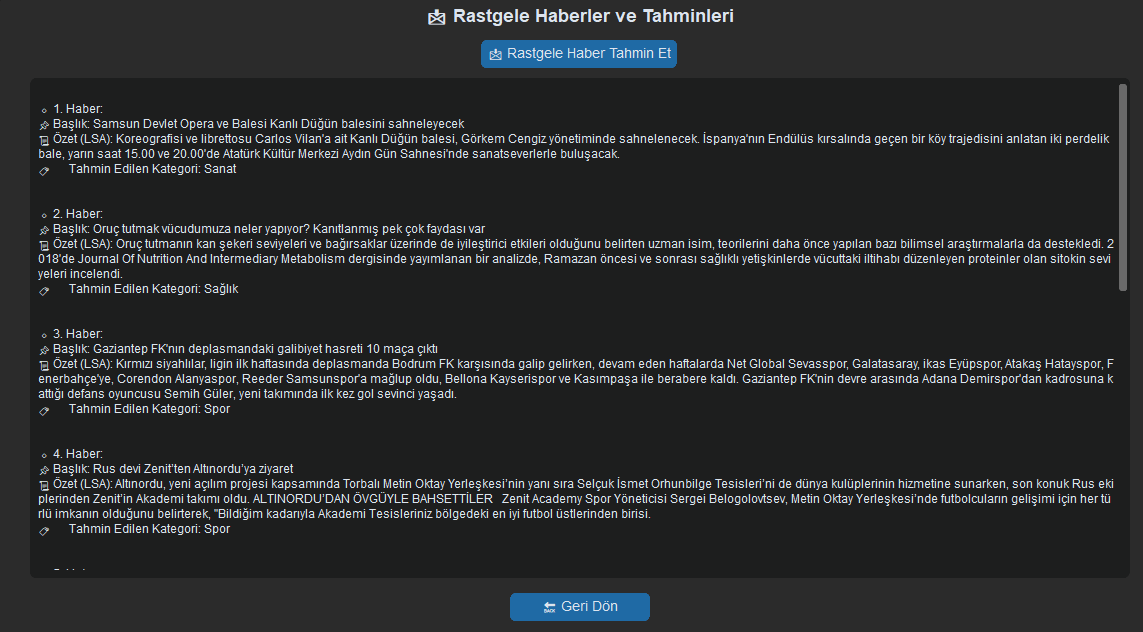 Rastgele Haberler ve Tahminleri
Rastgele Haber Tahmin Et
1. Haber:
Başlık: Samsun Devlet Opera ve Balesi Kanlı Düğün balesini sahneleyecek
Özet (LSA): Koreografisi ve librettosu Carlos Vilan'a ait Kanlı Düğün balesi, Görkem Cengiz yönetiminde sahnelenecek. İspanya'nın Endülüs kırsalında geçen bir köy trajedisini anlatan iki perdelik
bale, yarın saat 15.00 ve 20.00'de Atatürk Kültür Merkezi Aydın Gün Sahnesi'nde sanatseverlerle buluşacak.
Tahmin Edilen Kategori: Sanat
2. Haber:
Başlık: Oruç tutmak vücudumuza neler yapıyor? Kanıtlanmış pek çok faydası var
Özet (LSA): Oruç tutmanın kan şekeri seviyeleri ve bağırsaklar üzerinde de iyileştirici etkileri olduğunu belirten uzman isim, teorilerini daha önce yapılan bazı bilimsel araştırmalarla da destekledi. 2
018'de Journal Of Nutrition And Intermediary Metabolism dergisinde yayımlanan bir analizde, Ramazan öncesi ve sonrası sağlıklı yetişkinlerde vücuttaki iltihabı düzenleyen proteinler olan sitokin sevi
yeleri incelendi.
Tahmin Edilen Kategori: Sağlık
3. Haber:
Başlık: Gaziantep FK'nın deplasmandaki galibiyet hasreti 10 maça çıktı
Özet (LSA): Kırmızı siyahlılar, ligin ilk haftasında deplasmanda Bodrum FK karşısında galip gelirken, devam eden haftalarda Net Global Sevasspor, Galatasaray, ikas Eyüpspor, Atakaş Hatayspor, F
enerbahçe'ye, Corendon Alanyaspor, Reeder Samsunspor'a mağlup oldu, Bellona Kayserispor ve Kasımpaşa ile berabere kaldı. Gaziantep FK'nin devre arasında Adana Demirspor'dan kadrosuna k
attığı defans oyuncusu Semih Güler, yeni takımında ilk kez gol sevinci yaşadı.
Tahmin Edilen Kategori: Spor
4. Haber:
Başlık: Rus devi Zenit'ten Altınordu'ya ziyaret
Özet (LSA): Altınordu, yeni açılım projesi kapsamında Torbalı Metin Oktay Yerleşkesi'nin yanı sıra Selçuk İsmet Orhunbilge Tesisleri'ni de dünya kulüplerinin hizmetine sunarken, son konuk Rus eki
plerinden Zenit'in Akademi takımı oldu. ALTINORDU'DAN ÖVGÜYLE BAHSETTİLER Zenit Academy Spor Yöneticisi Sergei Belogolovtsev, Metin Oktay Yerleşkesi'nde futbolcuların gelişimi için her tü
rlü imkanın olduğunu belirterek, "Bildiğim kadarıyla Akademi Tesisleriniz bölgedeki en iyi futbol üstlerinden birisi.
Tahmin Edilen Kategori: Spor
BACK Geri Dön